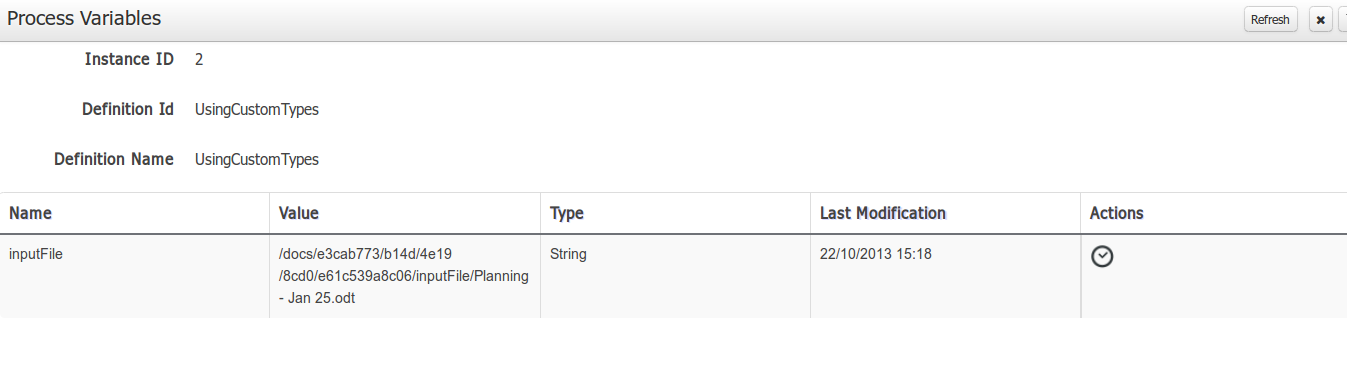 Process Variables
Refresh
Instance ID 2
Definition Id UsingCustomTypes
Definition Name UsingCustomTypes
Name Value Type Last Modification Actions
inputFile /docs/e3cab773/b14d/4e19 String 22/10/2013 15:18
/8cd0/e61c539a8c06/inputFile/Planning
- Jan 25.odt